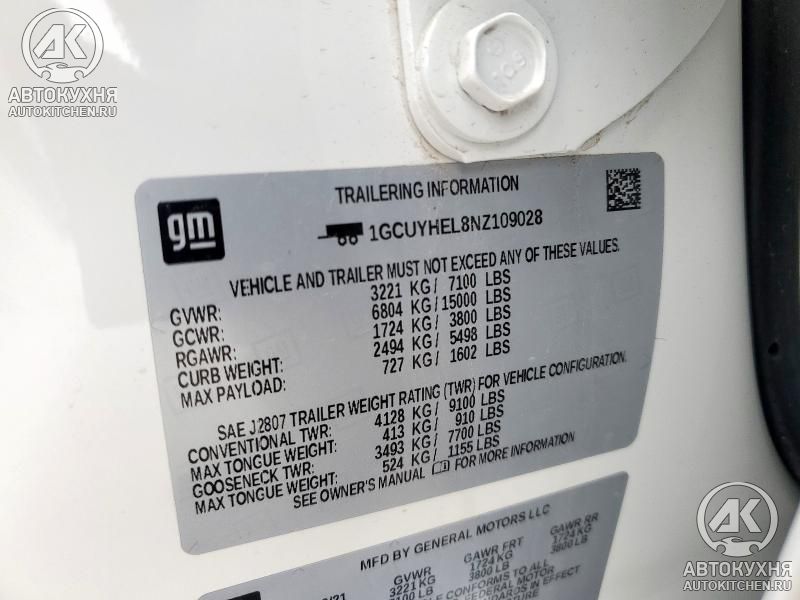 AK
АВТОКУХНЯ
AUTOKITCHEN.RU
TRAILERING INFORMATION
gm
1GCUYHEL8NZ109028
VEHICLE AND TRAILER MUST NOT EXCEED ANY OF THESE VALUES.
GVWR: 3221 KG/ 7100 LBS
GCWR: 6804 KG/ 15000 LBS
RGAWR: 1724 KG/ 3800 LBS
CURB WEIGHT: 2494 KG/ 5498 LBS
MAX PAYLOAD: 727 KG/ 1602 LBS
SAE J2807 TRAILER WEIGHT RATING (TWR) FOR VEHICLE CONFIGURATION.
CONVENTIONAL TWR: 4128 KG/ 9100 LBS
MAX TONGUE WEIGHT: 413 KG/ 910 LBS
GOOSENECK TWR: 3493 KG/ 7700 LBS
MAX TONGUE WEIGHT: 524 KG/ 1155 LBS
SEE OWNER'S MANUAL FOR MORE INFORMATION
MFD BY GENERAL MOTORS LLC
GVWR GAWR FRT GAWR RR
3221 KG 1724 KG 1724 KG
3800 LB 3800 LB
AK
АВТОКУХНЯ
AUTOKITCHEN.RU